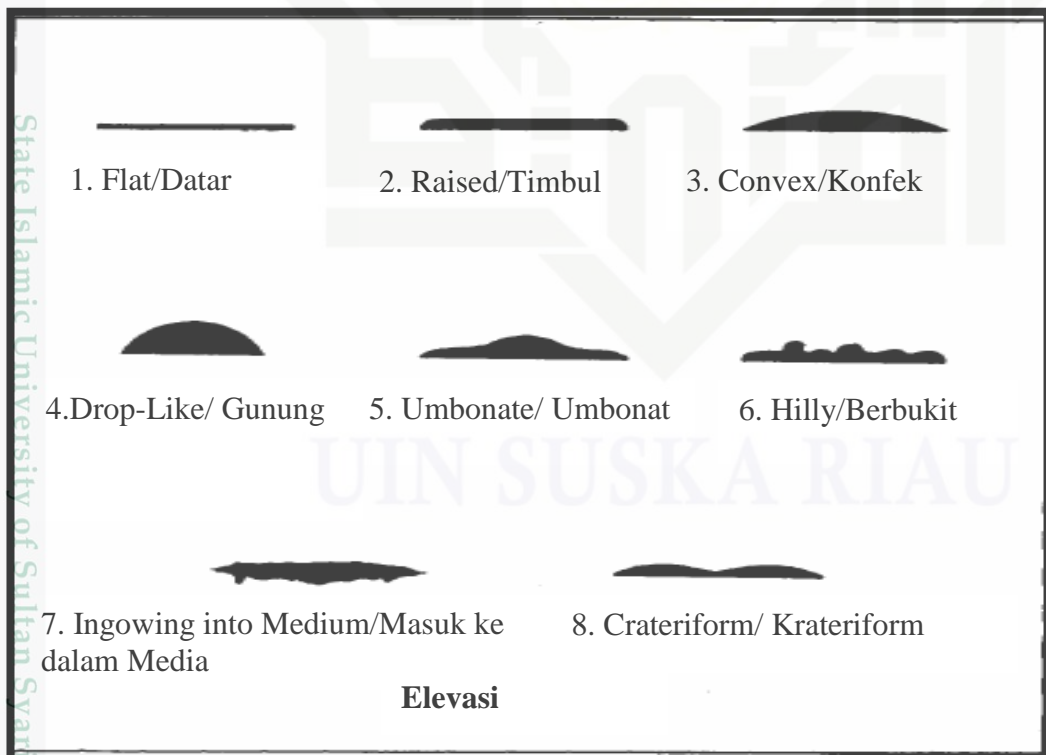 1. Flat/Datar
2. Raised/Timbul
3. Convex/Konfek
4.Drop-Like/ Gunung
5. Umbonate/ Umbonat
6. Hilly/Berbukit
7. Ingowing into Medium/Masuk ke
dalam Media
8. Crateriform/ Krateriform
Elevasi
UIN SUSKA RIAU
State Islamic University of Sultan Syari